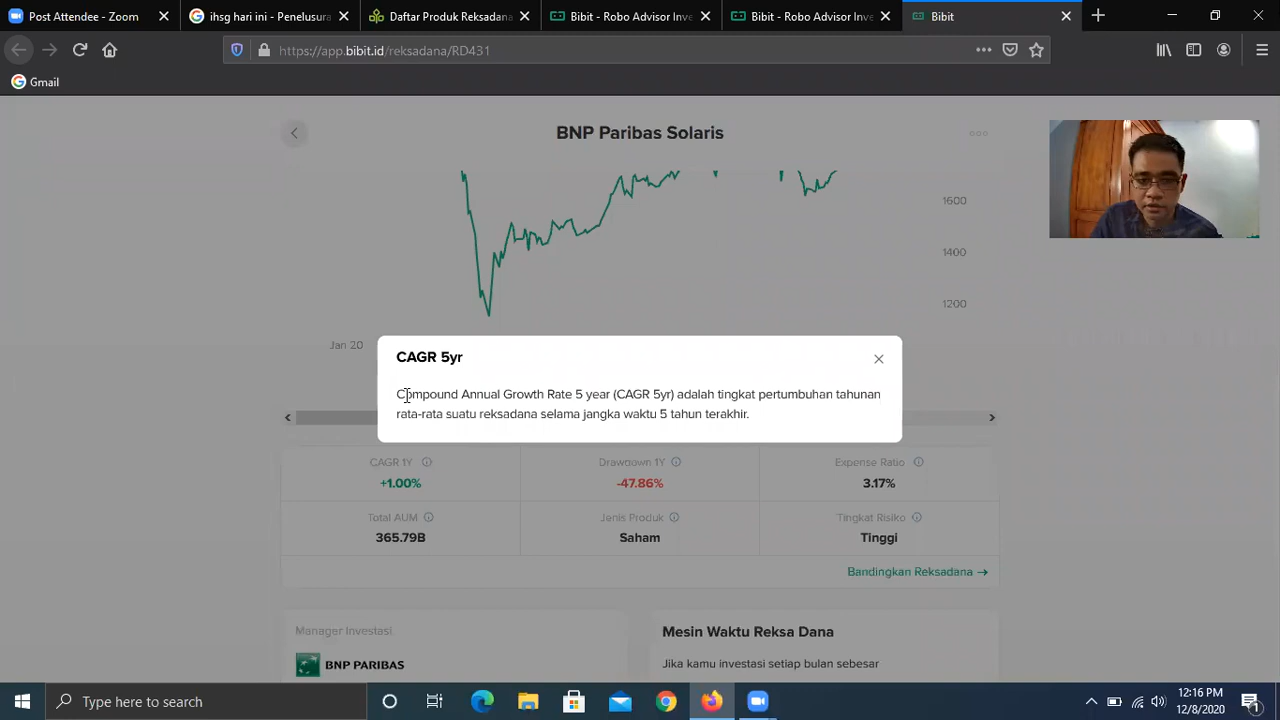 Post Attendee - Zoom
ihsg hari ini - Penelusura
Daftar Produk Reksadana
Bibit - Robo Advisor Inve
Bibit - Robo Advisor Inve
Bibit
https://app.bibit.id/reksadana/RD431
Gmail
BNP Paribas Solaris
1600
1400
1200
Jan 20
CAGR 5yr
Compound Annual Growth Rate 5 year (CAGR 5yr) adalah tingkat pertumbuhan tahunan
rata-rata suatu reksadana selama jangka waktu 5 tahun terakhir.
CAGR 1Y
Drawdown 1Y
Expense Ratio
+1.00%
-47.86%
3.17%
Total AUM
Jenis Produk
Tingkat Risiko
365.79B
Saham
Tinggi
Bandingkan Reksadana →
Manager Investasi
Mesin Waktu Reksa Dana
BNP PARIBAS
Jika kamu investasi setiap bulan sebesar
Type here to search
12:16 PM
12/8/2020
1